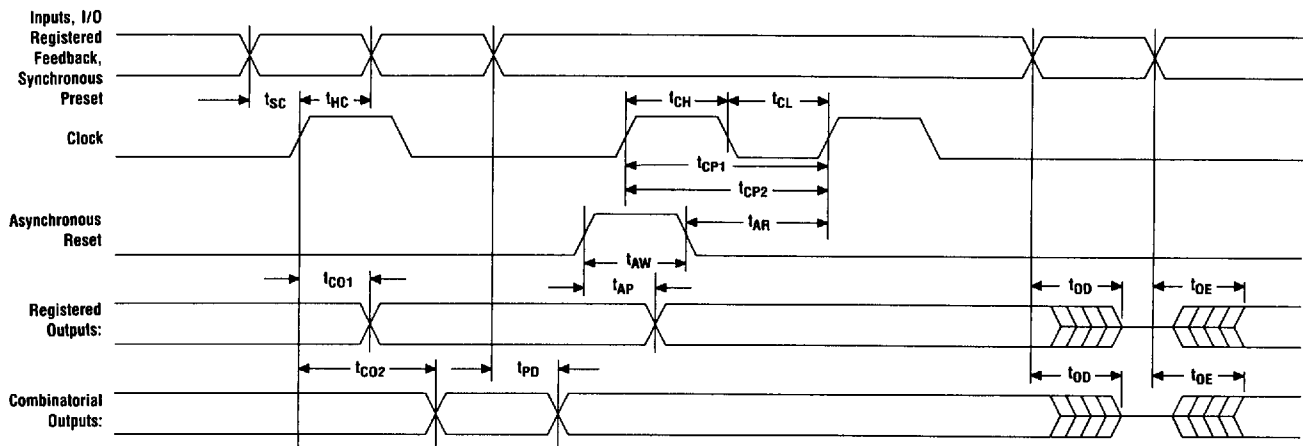 Inputs, I/O
Registered
Feedback,
Synchronous
Preset
tSC
tHC
tCH
tCL
Clock
tCP1
tCP2
Asynchronous
Reset
tAR
tAW
tCO1
tAP
tOD
tOE
Registered
Outputs:
tCO2
tPD
tOD
tOE
Combinatorial
Outputs: